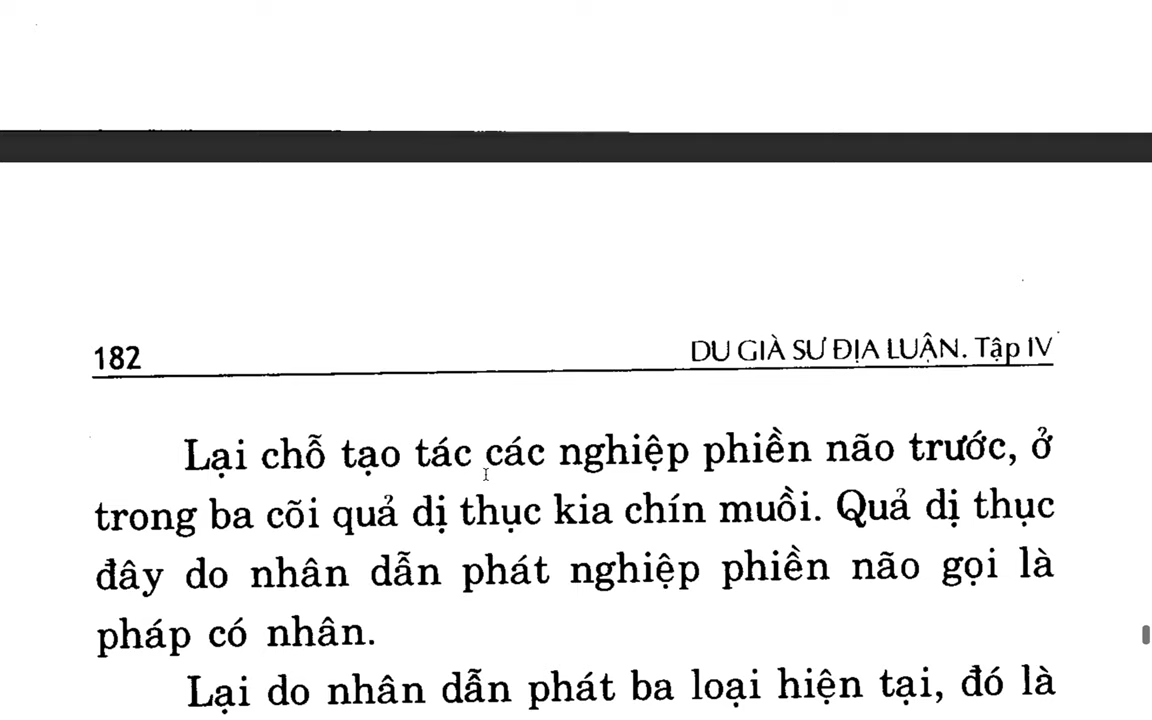 182
DU GIÀ SƯ ĐỊA LUẬN. Tập IV
Lại chỗ tạo tác các nghiệp phiền não trước, ở
trong ba cõi quả dị thục kia chín muồi. Quả dị thục
đây do nhân dẫn phát nghiệp phiền não gọi là
pháp có nhân.
Lại do nhân dẫn phát ba loại hiện tại, đó là